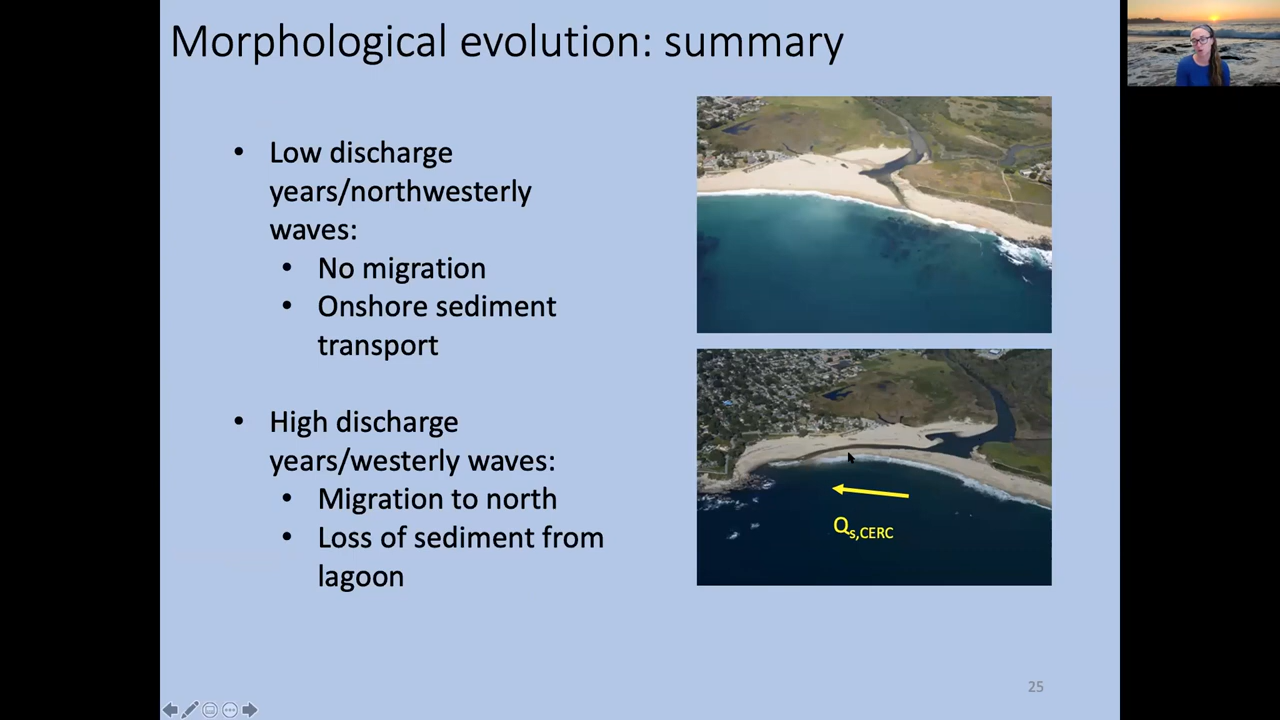 Morphological evolution: summary
• Low discharge
years/northwesterly
waves:
• No migration
• Onshore sediment
transport
• High discharge
years/westerly waves:
• Migration to north
• Loss of sediment from
lagoon
Qs,CERC
25